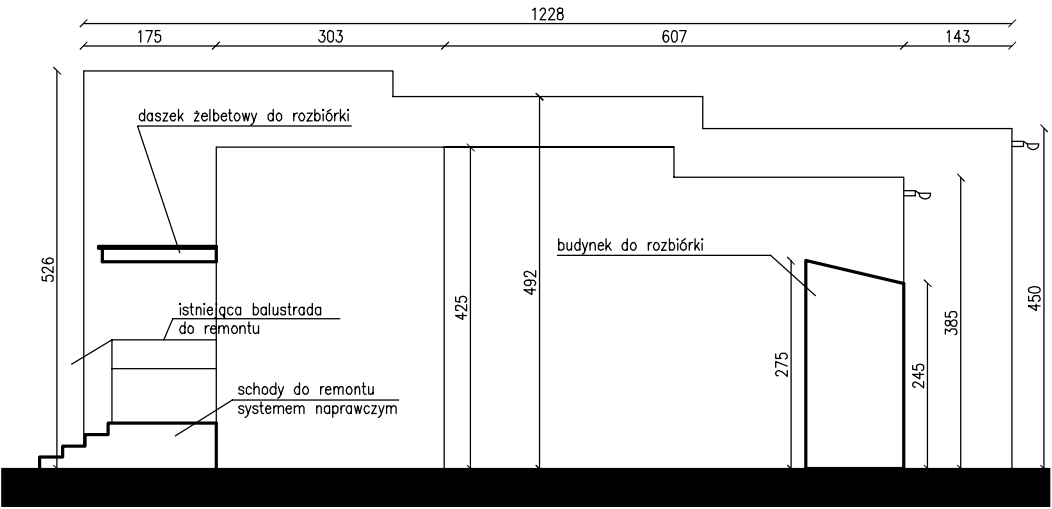 1228
175
303
607
143
daszek żelbetowy do rozbiórki
budynek do rozbiórki
526
492
425
450
385
275
245
istniejąca balustrada
do remontu
schody do remontu
systemem naprawczym